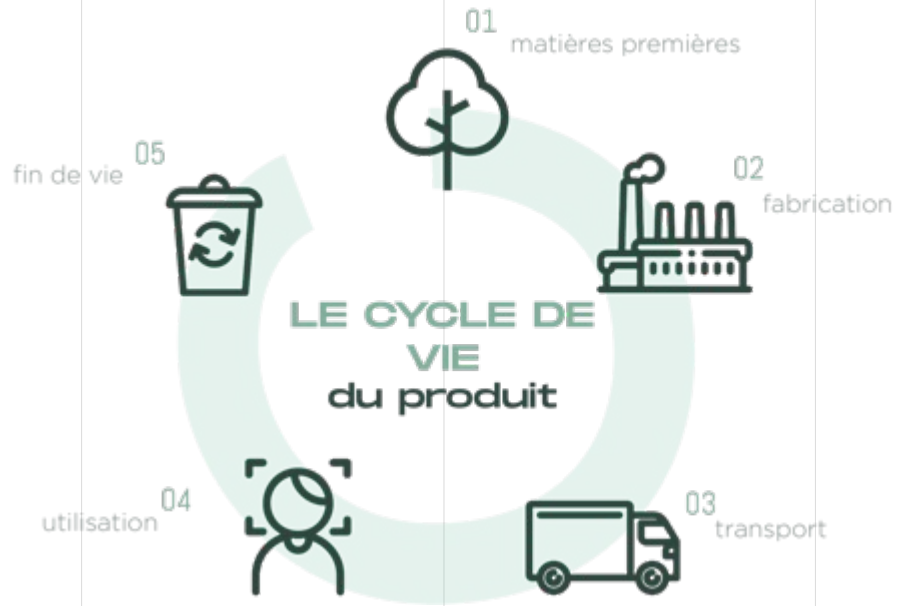 01
matières premières
02
fabrication
03
transport
04
utilisation
05
fin de vie
LE CYCLE DE
VIE
du produit